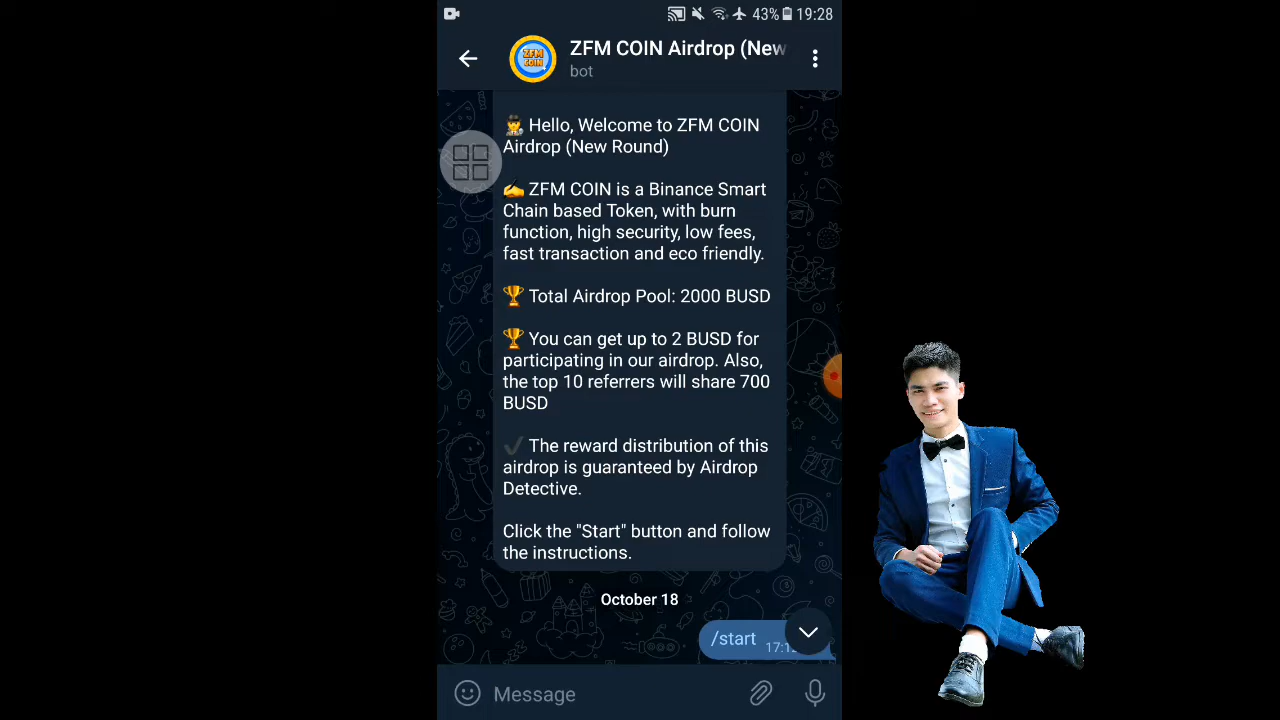 43% 19:28
ZFM COIN Airdrop (New
bot
ZFM
COIN
🧑‍🚀 Hello, Welcome to ZFM COIN
Airdrop (New Round)
✍️ ZFM COIN is a Binance Smart
Chain based Token, with burn
function, high security, low fees,
fast transaction and eco friendly.
🏆 Total Airdrop Pool: 2000 BUSD
🏆 You can get up to 2 BUSD for
participating in our airdrop. Also,
the top 10 referrers will share 700
BUSD
✔️ The reward distribution of this
airdrop is guaranteed by Airdrop
Detective.
Click the "Start" button and follow
the instructions.
October 18
/start
Message